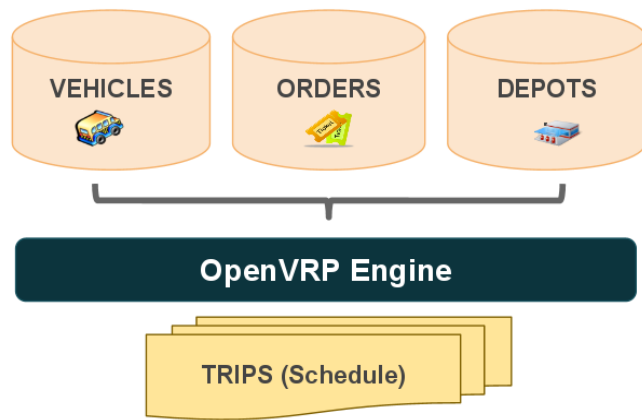 VEHICLES
ORDERS
DEPOTS
OpenVRP Engine
TRIPS (Schedule)